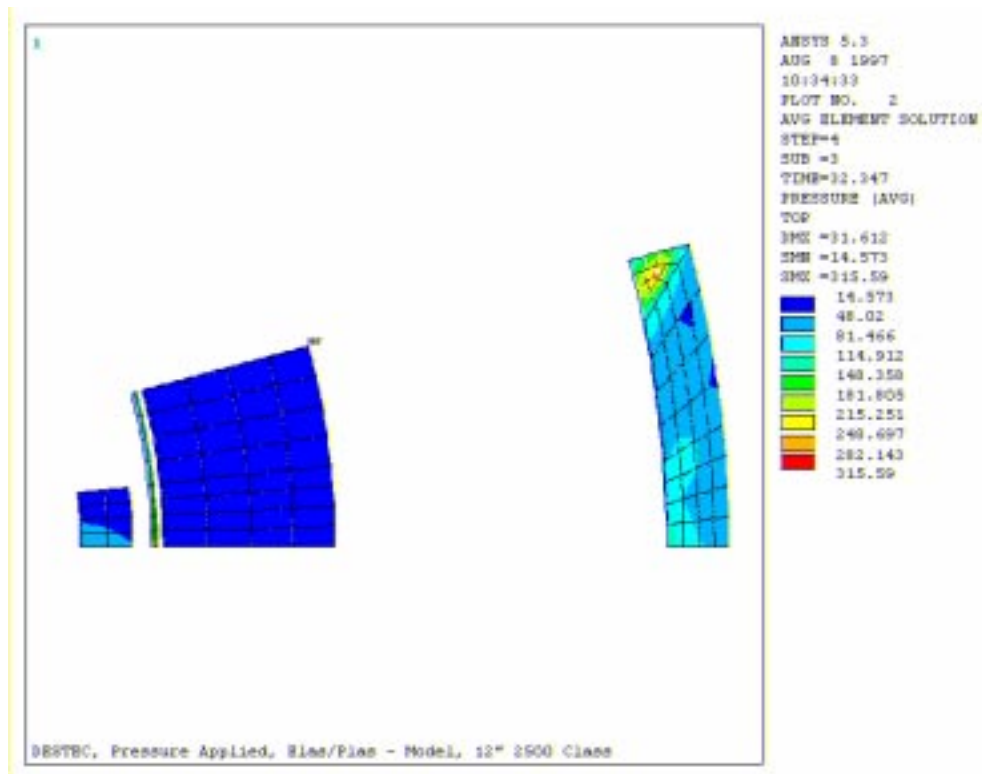 1
ANSYS 5.3
AUG 8 1997
10:34:33
PLOT NO. 2
AVG ELEMENT SOLUTION
STEP=4
SUB =3
TIME=32.347
PRESSURE (AVG)
TOP
DMX =31.612
SMN =14.573
SMX =315.59
14.573
48.02
81.466
114.912
148.358
181.805
215.251
248.697
282.143
315.59
DESTEC, Pressure Applied, Elas/Plas - Model, 12" 2500 Class